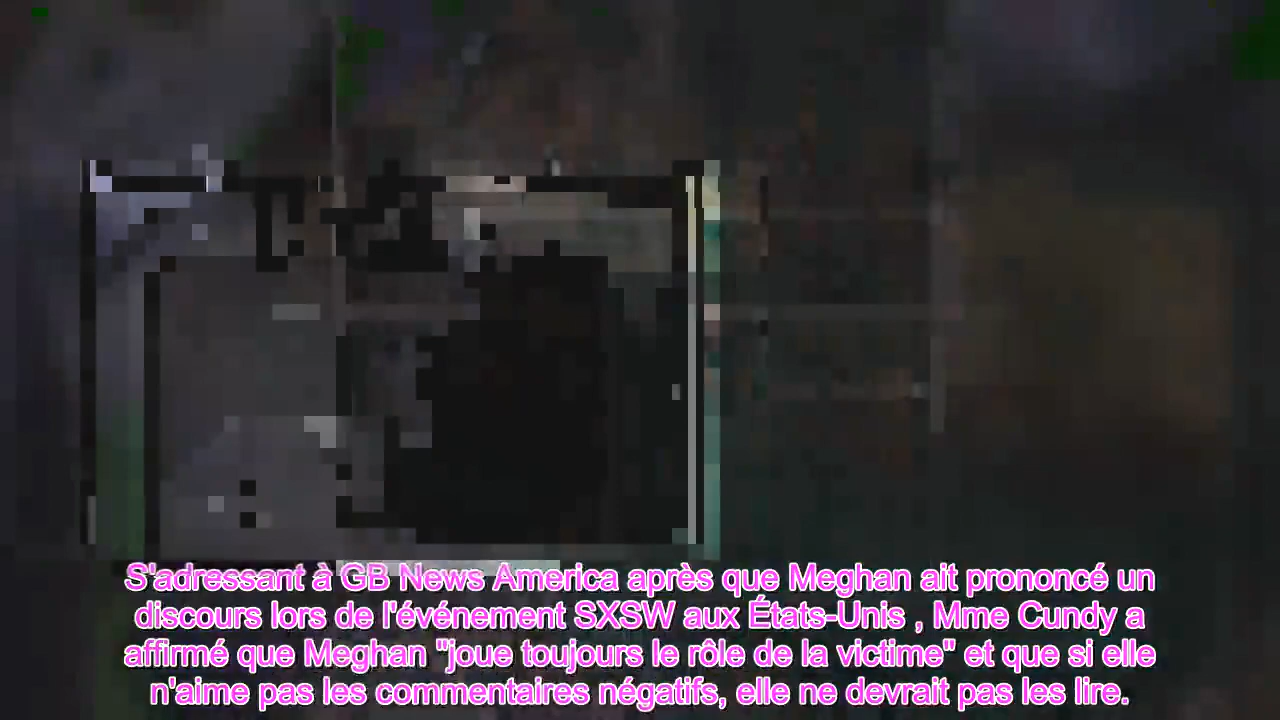 S'adressant à GB News America après que Meghan ait prononcé un
discours lors de l'événement SXSW aux États-Unis , Mme Cundy a
affirmé que Meghan "joue toujours le rôle de la victime" et que si elle
n'aime pas les commentaires négatifs, elle ne devrait pas les lire.